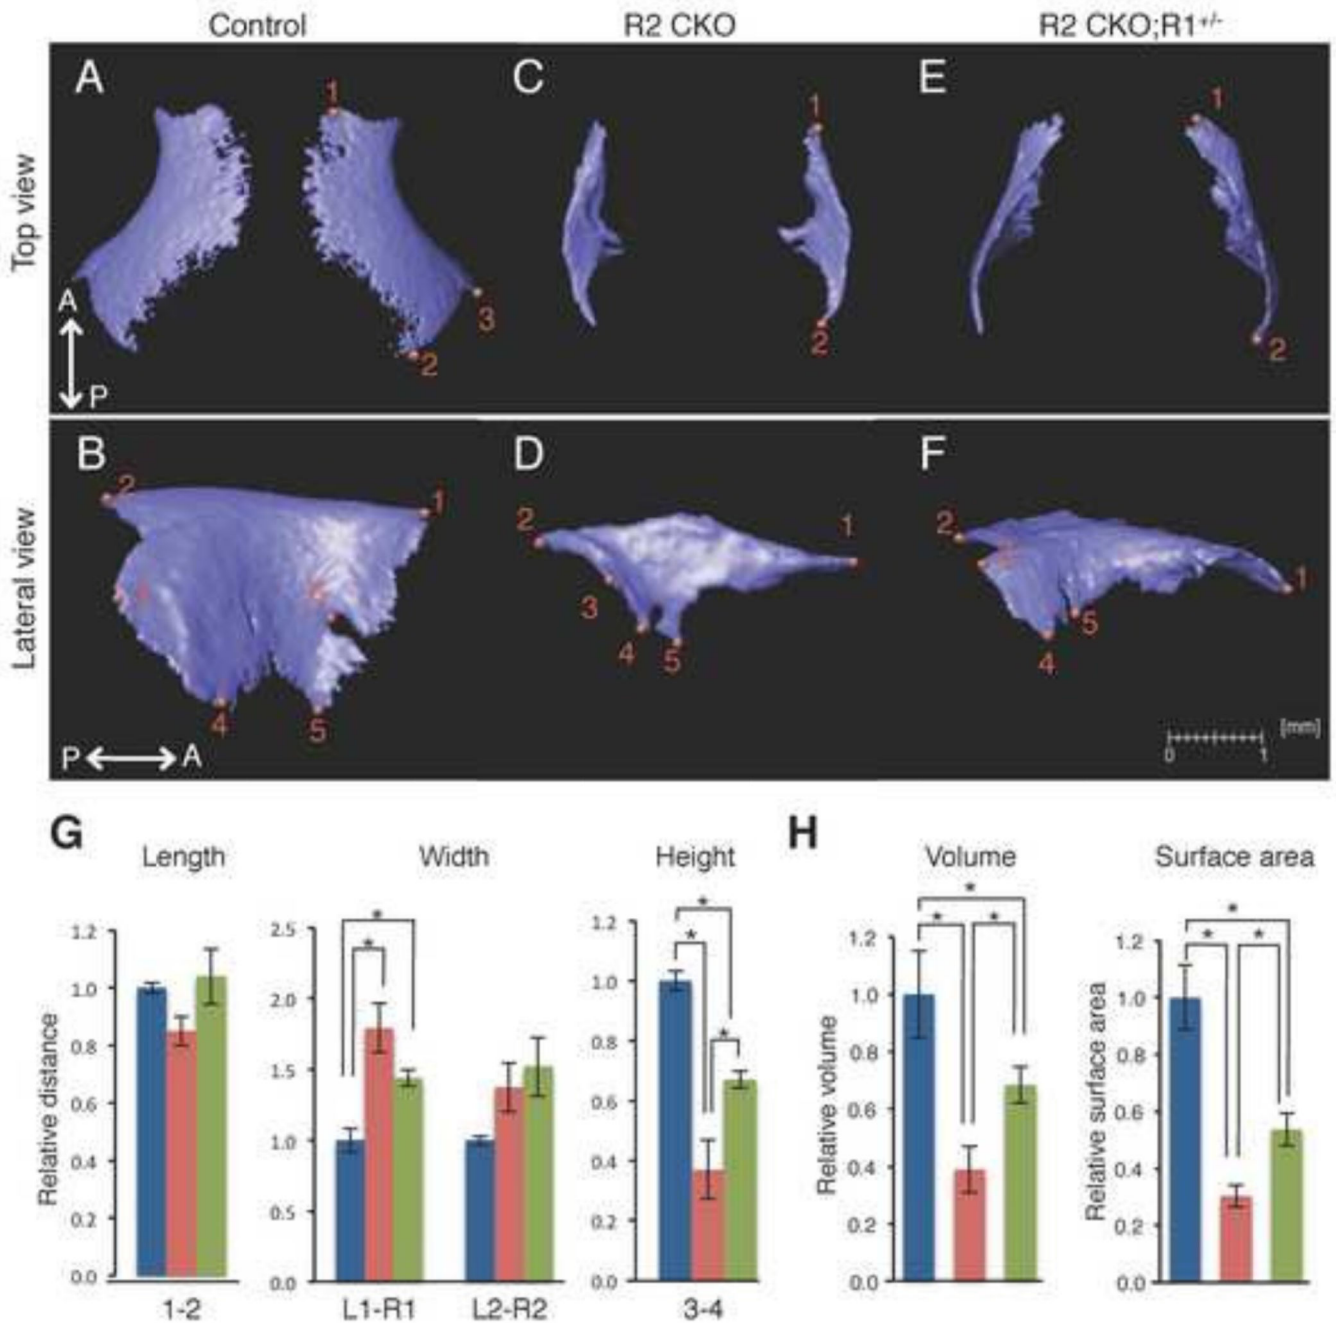 Control
R2 CKO
R2 CKO;R1+/-
Top view
A
1
2
3
A
P
C
1
2
E
1
2
Lateral view
B
2
1
4
5
P
A
D
2
1
3
4
5
F
2
1
5
4
[mm]
0
1
G
Length
Width
Height
H
Volume
Surface area
Relative distance
1.2
1.0
0.8
0.6
0.4
0.2
0.0
1-2
2.5
2.0
1.5
1.0
0.5
0.0
*
*
L1-R1
L2-R2
1.2
1.0
0.8
0.6
0.4
0.2
0.0
*
*
*
3-4
Relative volume
1.2
1.0
0.8
0.6
0.4
0.2
0.0
*
*
*
Relative surface area
1.2
1.0
0.8
0.6
0.4
0.2
0.0
*
*
*